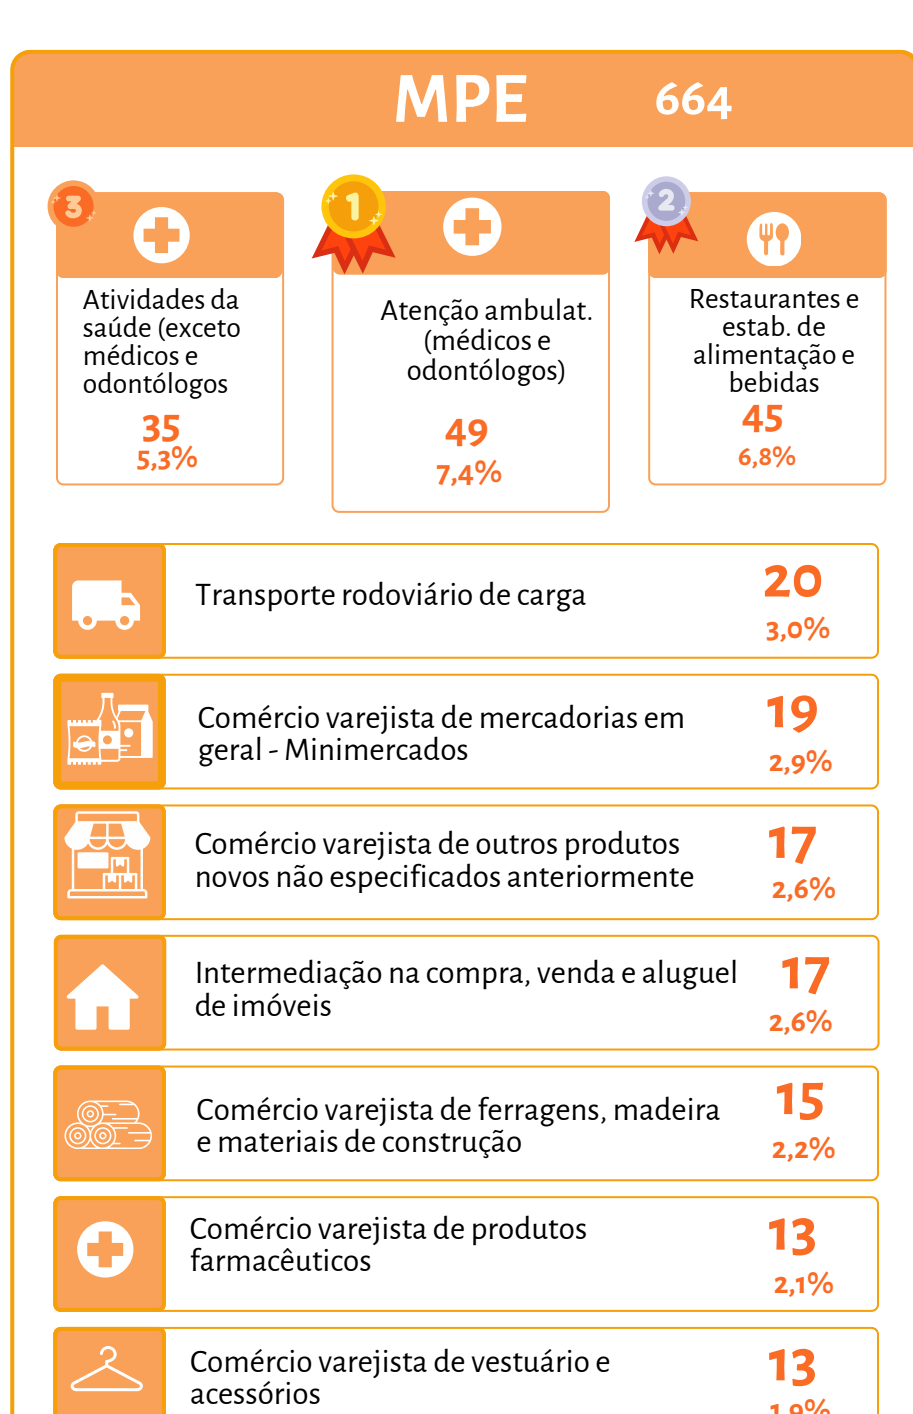 MPE 664
3
Atividades da
saúde (exceto
médicos e
odontólogos
35
5,3%
1
Atenção ambulat.
(médicos e
odontólogos)
49
7,4%
2
Restaurantes e
estab. de
alimentação e
bebidas
45
6,8%
Transporte rodoviário de carga
20
3,0%
Comércio varejista de mercadorias em
geral - Minimercados
19
2,9%
Comércio varejista de outros produtos
novos não especificados anteriormente
17
2,6%
Intermediação na compra, venda e aluguel
de imóveis
17
2,6%
Comércio varejista de ferragens, madeira
e materiais de construção
15
2,2%
Comércio varejista de produtos
farmacêuticos
13
2,1%
Comércio varejista de vestuário e
acessórios
13
1,9%